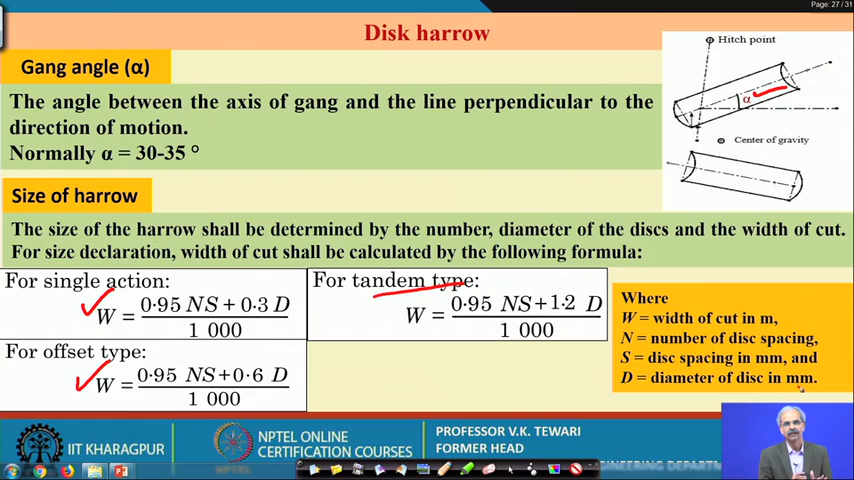 Page: 27 / 31
Disk harrow
Gang angle (α)
The angle between the axis of gang and the line perpendicular to the
direction of motion.
Normally α = 30-35 °
Hitch point
α
Center of gravity
Size of harrow
The size of the harrow shall be determined by the number, diameter of the discs and the width of cut.
For size declaration, width of cut shall be calculated by the following formula:
For single action:
W = 0·95 NS + 0·3 D / 1 000
For tandem type:
W = 0·95 NS+1·2 D / 1 000
For offset type:
W = 0·95 NS+0·6 D / 1 000
Where
W = width of cut in m,
N = number of disc spacing,
S = disc spacing in mm, and
D = diameter of disc in mm.
IIT KHARAGPUR
NPTEL
NPTEL ONLINE
CERTIFICATION COURSES
PROFESSOR V.K. TEWARI
FORMER HEAD